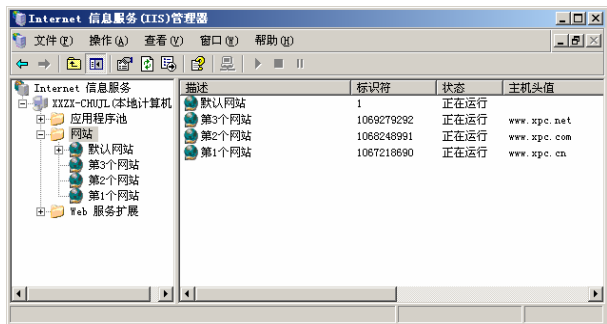 Internet 信息服务(IIS)管理器
文件(F) 操作(A) 查看(V) 窗口(W) 帮助(H)
Internet 信息服务
XXZX-CHUJL(本地计算机
应用程序池
网站
默认网站
第3个网站
第2个网站
第1个网站
Web 服务扩展
描述 标识符 状态 主机头值
默认网站 1 正在运行
第3个网站 1069279292 正在运行 www.xpc.net
第2个网站 1068248991 正在运行 www.xpc.com
第1个网站 1067218690 正在运行 www.xpc.cn